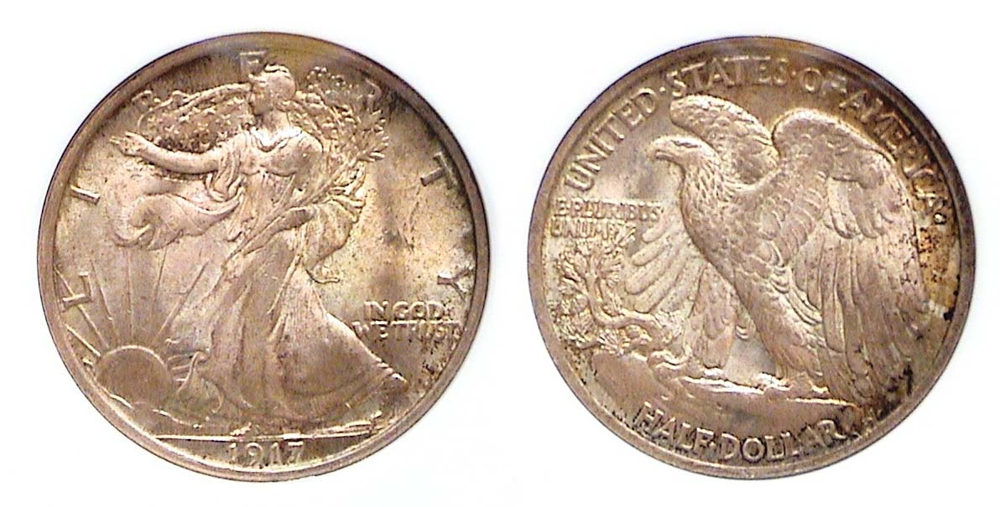 LIBERTY
IN GOD
WE TRUST
1917
UNITED·STATES·OF·AMERICA
E·PLURIBUS
UNUM
HALF·DOLLAR